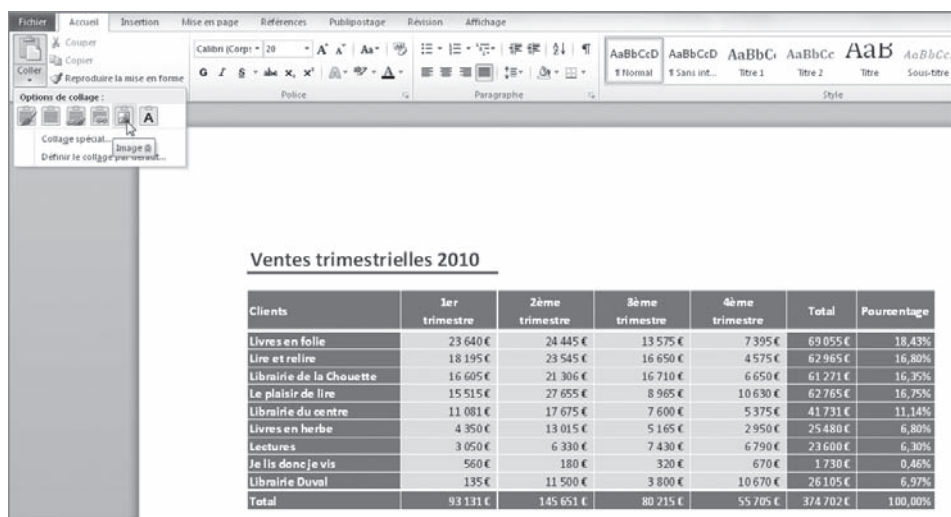 Fichier Accueil Insertion Mise en page Références Publipostage Révision Affichage
Coller
Couper
Copier
Reproduire la mise en forme
Calibri (Corp: 20 A A Aa
G I S abc x, x² A
Police
Paragraphe
AaBbCcD AaBbCcD AaBbC AaBbCc AaB AaBbCc
¶ Normal ¶ Sans int... Titre 1 Titre 2 Titre Sous-titre
Style
Options de collage :
A
Collage spécial...
Image (I)
Définir le collage par défaut...
Ventes trimestrielles 2010
Clients 1er trimestre 2ème trimestre 3ème trimestre 4ème trimestre Total Pourcentage
Livres en folie 23 640 € 24 445 € 13 575 € 7 395 € 69 055 € 18,43%
Lire et relire 18 195 € 23 545 € 16 650 € 4 575 € 62 965 € 16,80%
Librairie de la Chouette 16 605 € 21 306 € 16 710 € 6 650 € 61 271 € 16,35%
Le plaisir de lire 15 515 € 27 655 € 8 965 € 10 630 € 62 765 € 16,75%
Librairie du centre 11 081 € 17 675 € 7 600 € 5 375 € 41 731 € 11,14%
Livres en herbe 4 350 € 13 015 € 5 165 € 2 950 € 25 480 € 6,80%
Lectures 3 050 € 6 330 € 7 430 € 6 790 € 23 600 € 6,30%
Je lis donc je vis 560 € 180 € 320 € 670 € 1 730 € 0,46%
Librairie Duval 135 € 11 500 € 3 800 € 10 670 € 26 105 € 6,97%
Total 93 131 € 145 651 € 80 215 € 55 705 € 374 702 € 100,00%